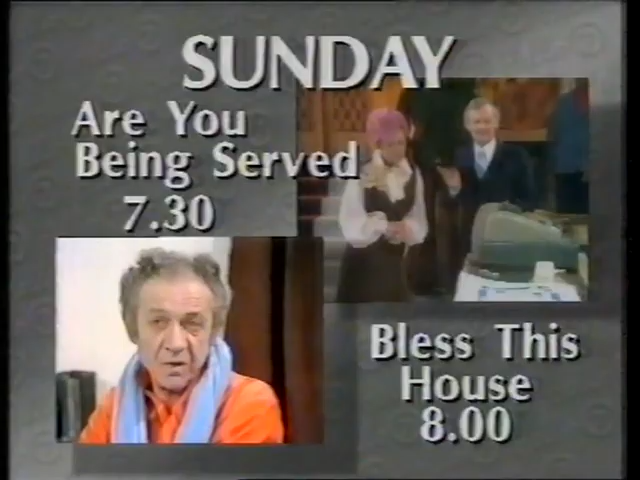 SUNDAY
Are You
Being Served
7.30
Bless This
House
8.00